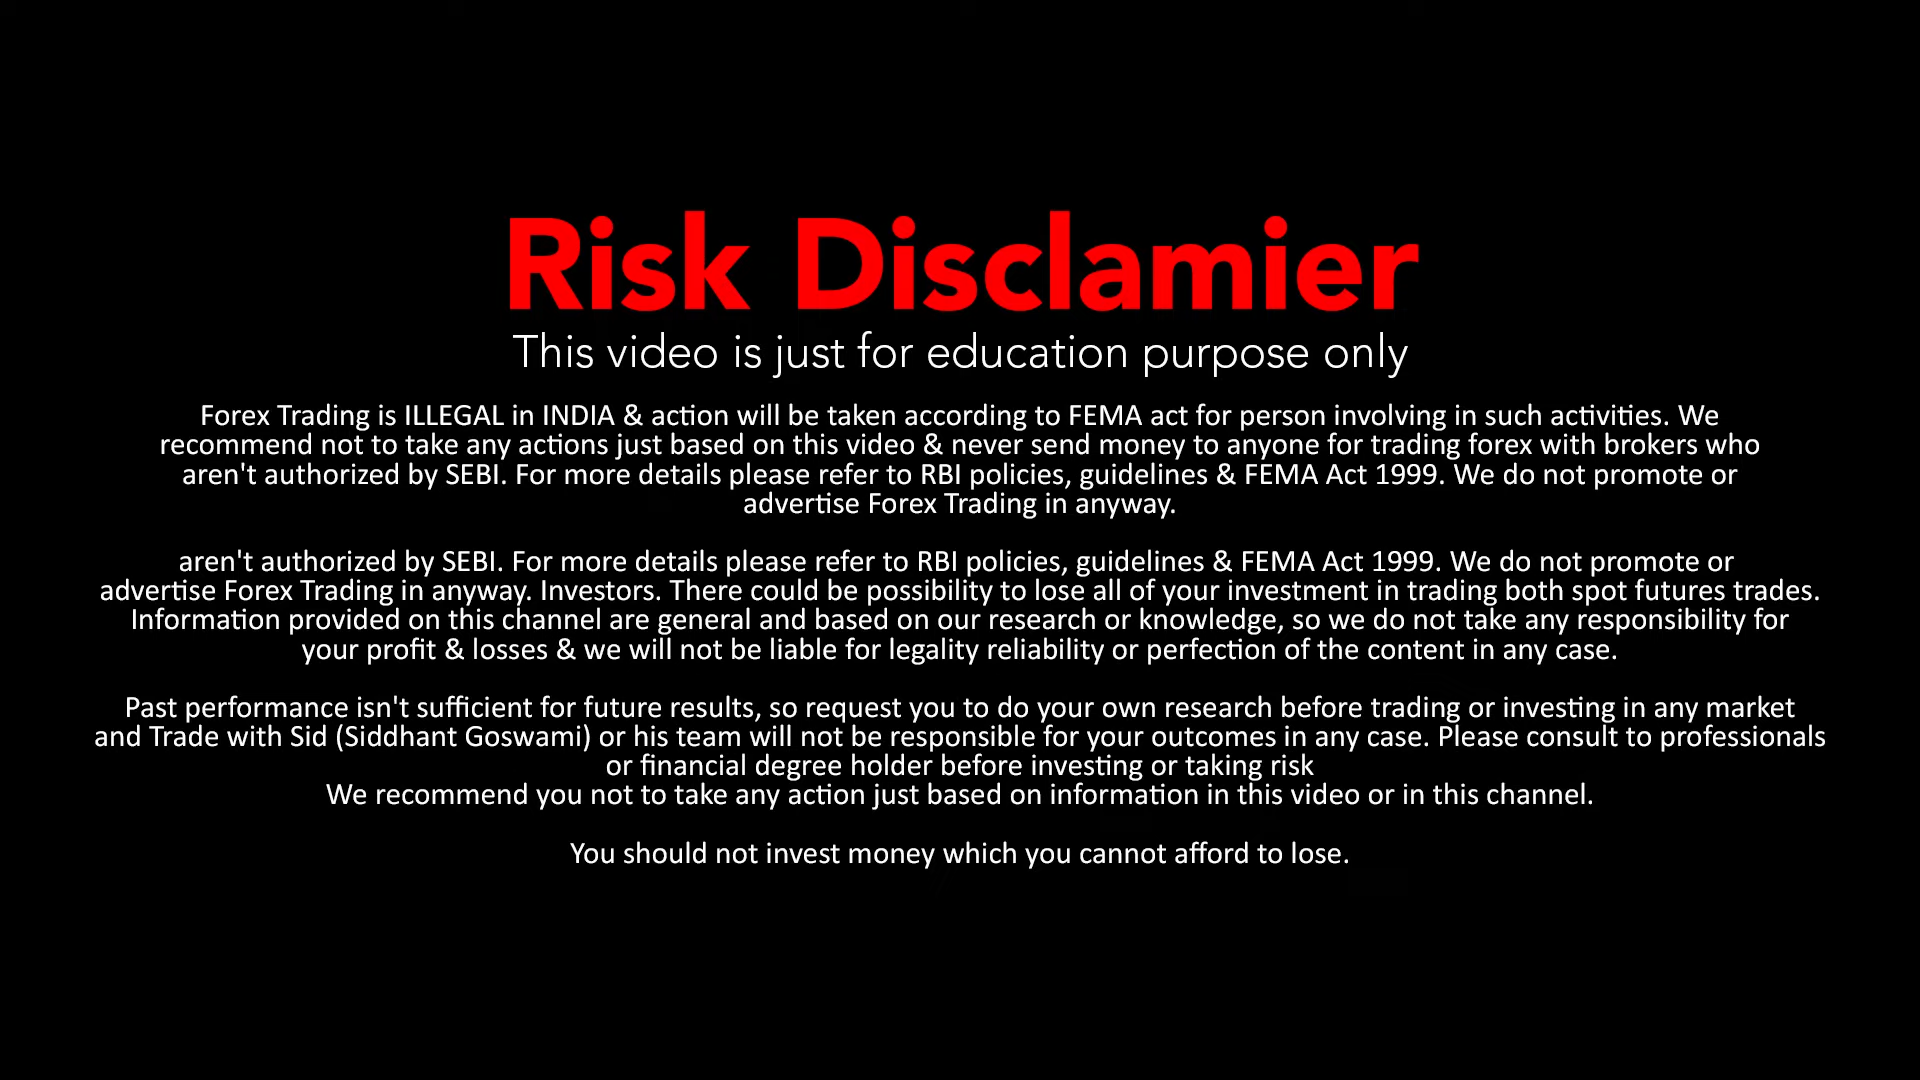 Risk Disclamier
This video is just for education purpose only
Forex Trading is ILLEGAL in INDIA & action will be taken according to FEMA act for person involving in such activities. We
recommend not to take any actions just based on this video & never send money to anyone for trading forex with brokers who
aren't authorized by SEBI. For more details please refer to RBI policies, guidelines & FEMA Act 1999. We do not promote or
advertise Forex Trading in anyway.
aren't authorized by SEBI. For more details please refer to RBI policies, guidelines & FEMA Act 1999. We do not promote or
advertise Forex Trading in anyway. Investors. There could be possibility to lose all of your investment in trading both spot futures trades.
Information provided on this channel are general and based on our research or knowledge, so we do not take any responsibility for
your profit & losses & we will not be liable for legality reliability or perfection of the content in any case.
Past performance isn't sufficient for future results, so request you to do your own research before trading or investing in any market
and Trade with Sid (Siddhant Goswami) or his team will not be responsible for your outcomes in any case. Please consult to professionals
or financial degree holder before investing or taking risk
We recommend you not to take any action just based on information in this video or in this channel.
You should not invest money which you cannot afford to lose.